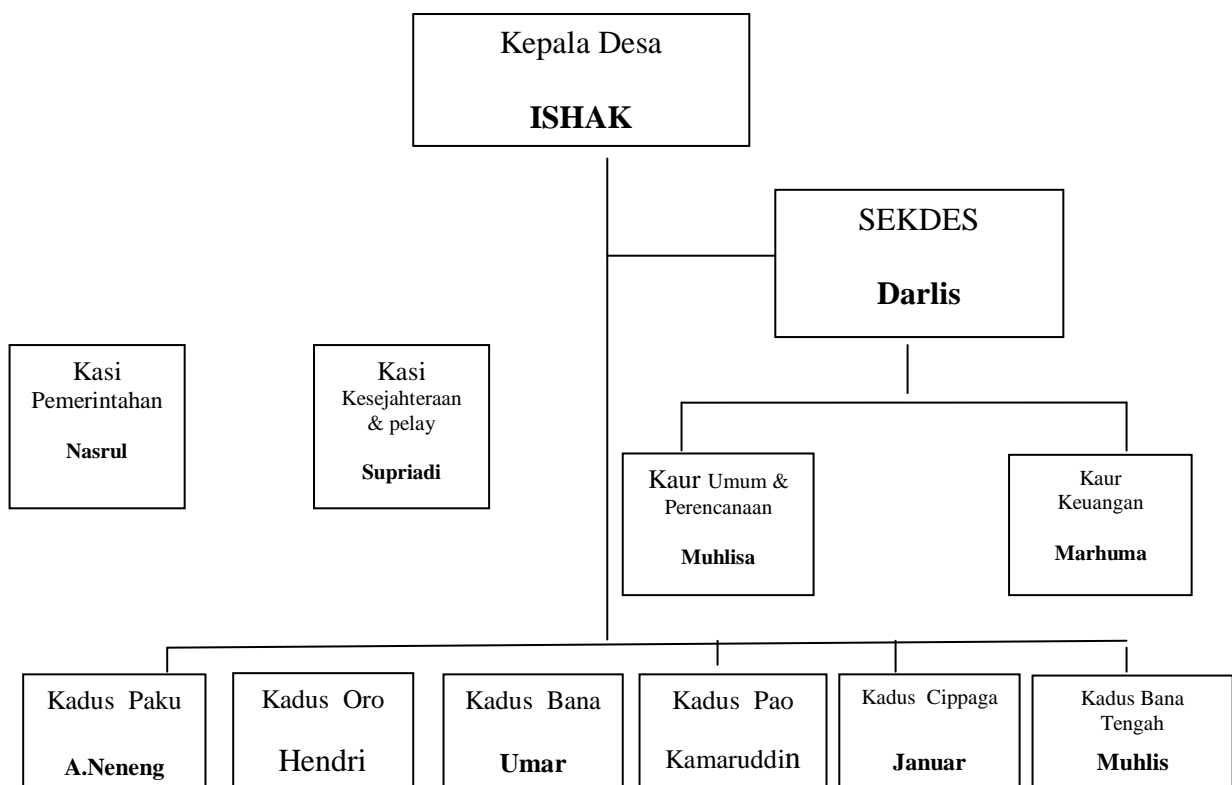 Kepala Desa
ISHAK
SEKDES
Darlis
Kasi
Pemerintahan
Nasrul
Kasi
Kesejahteraan
& pelay
Supriadi
Kaur Umum &
Perencanaan
Muhlisa
Kaur
Keuangan
Marhuma
Kadus Paku
A.Neneng
Kadus Oro
Hendri
Kadus Bana
Umar
Kadus Pao
Kamaruddin
Kadus Cippaga
Januar
Kadus Bana
Tengah
Muhlis